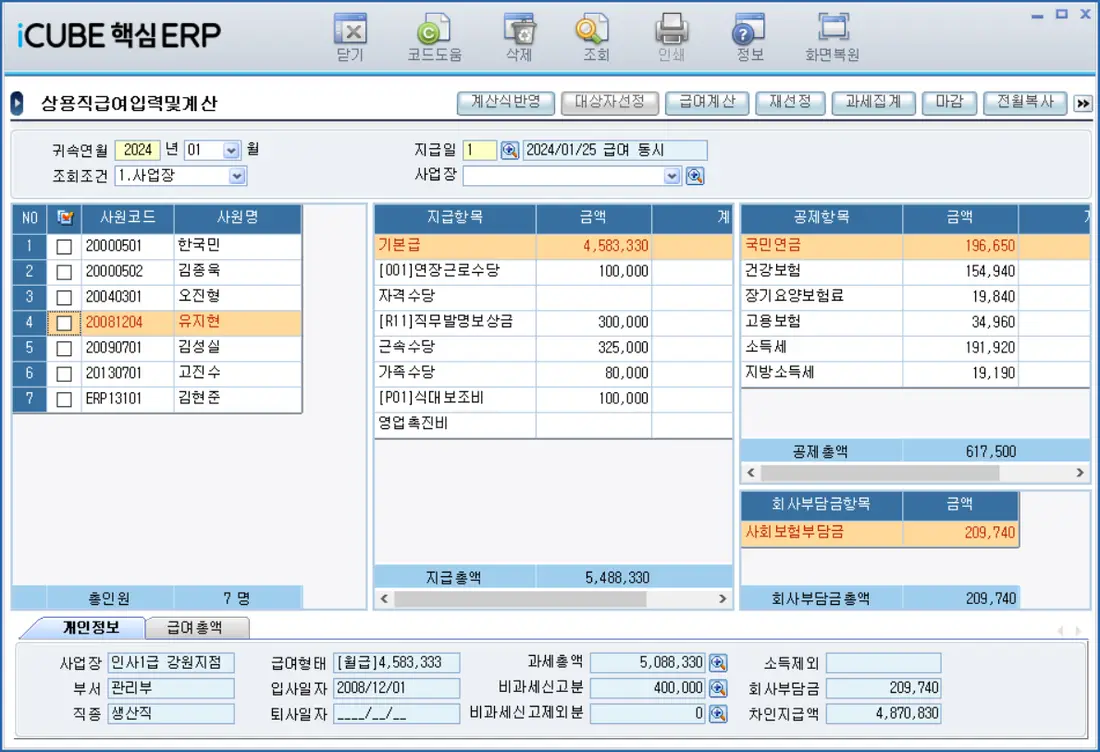 iCUBE 핵심 ERP
닫기 코드도움 삭제 조회 인쇄 정보 화면복원
상용직급여입력및계산
계산식반영 대상자선정 급여계산 재선정 과세집계 마감 전월복사
귀속연월 2024 년 01 월 지급일 1 2024/01/25 급여 동시
조회조건 1.사업장 사업장
NO 사원코드 사원명
1 20000501 한국민
2 20000502 김종욱
3 20040301 오진형
4 20081204 유지현
5 20090701 김성실
6 20130701 고진수
7 ERP13101 김현준
총인원 7 명
지급항목 금액 계
기본급 4,583,330
[001]연장근로수당 100,000
자격수당
[R11]직무발명보상금 300,000
근속수당 325,000
가족수당 80,000
[P01]식대보조비 100,000
영업촉진비
지급총액 5,488,330
공제항목 금액
국민연금 196,650
건강보험 154,940
장기요양보험료 19,840
고용보험 34,960
소득세 191,920
지방소득세 19,190
공제총액 617,500
회사부담금항목 금액
사회보험부담금 209,740
회사부담금총액 209,740
개인정보 급여총액
사업장 인사1급 강원지점 급여형태 [월급]4,583,333 과세총액 5,088,330 소득제외
부서 관리부 입사일자 2008/12/01 비과세신고분 400,000 회사부담금 209,740
직종 생산직 퇴사일자 ____/__/__ 비과세신고제외분 0 차인지급액 4,870,830